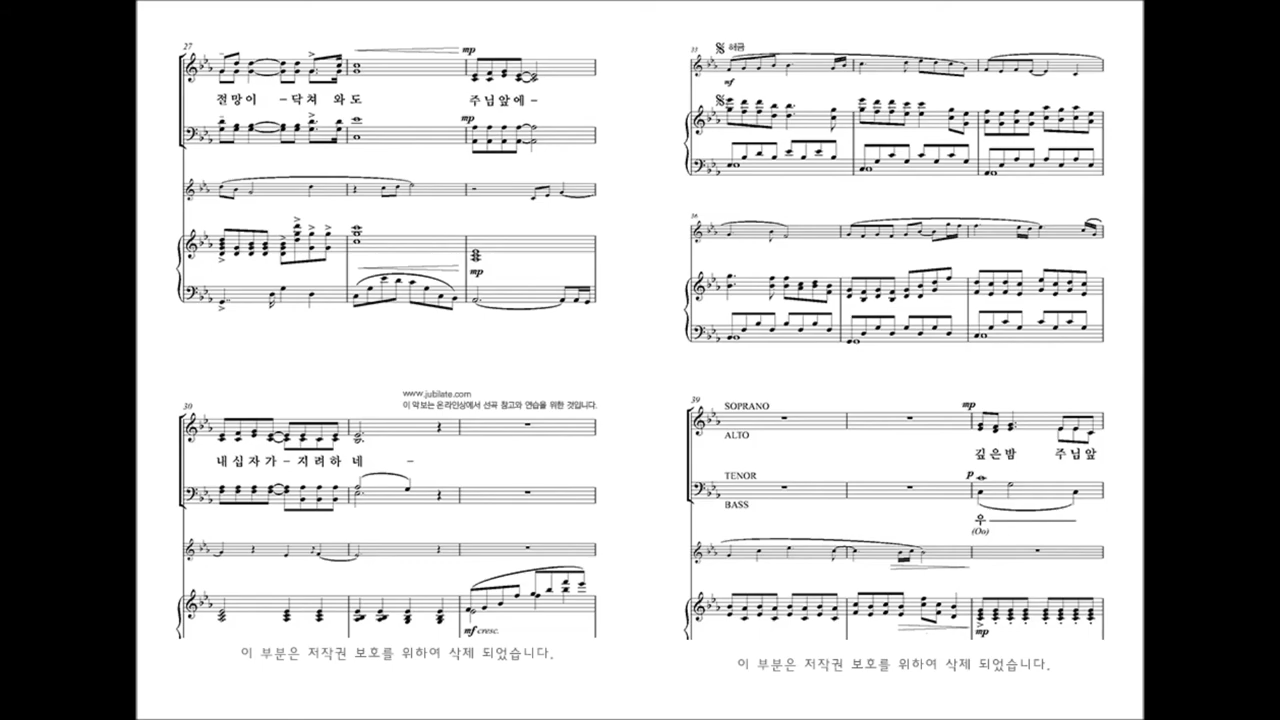 27
mp
절망이 - 닥쳐 와도 주님앞에 -
mp
mp
www.jubilate.com
이 악보는 온라인상에서 선곡 참고와 연습을 위한 것입니다.
30
내십자가 - 지려하 네 -
mf cresc.
이 부분은 저작권 보호를 위하여 삭제 되었습니다.
33
해금
mf
36
39
SOPRANO
mp
ALTO
깊은밤 주님앞
TENOR
P
BASS
우
(Oo)
mp
이 부분은 저작권 보호를 위하여 삭제 되었습니다.